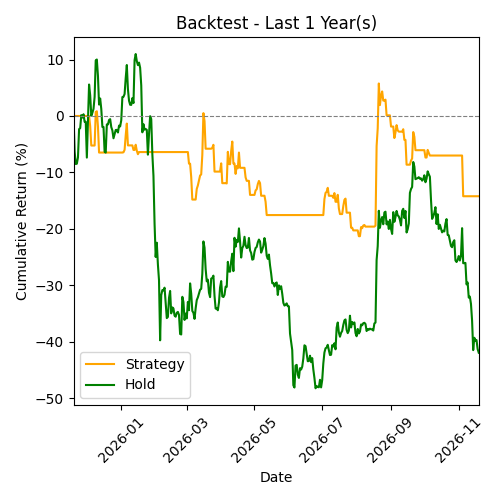 Backtest - Last 1 Year(s)
Cumulative Return (%)
10
0
−10
−20
−30
−40
−50
Strategy
Hold
2026-01
2026-03
2026-05
2026-07
2026-09
2026-11
Date